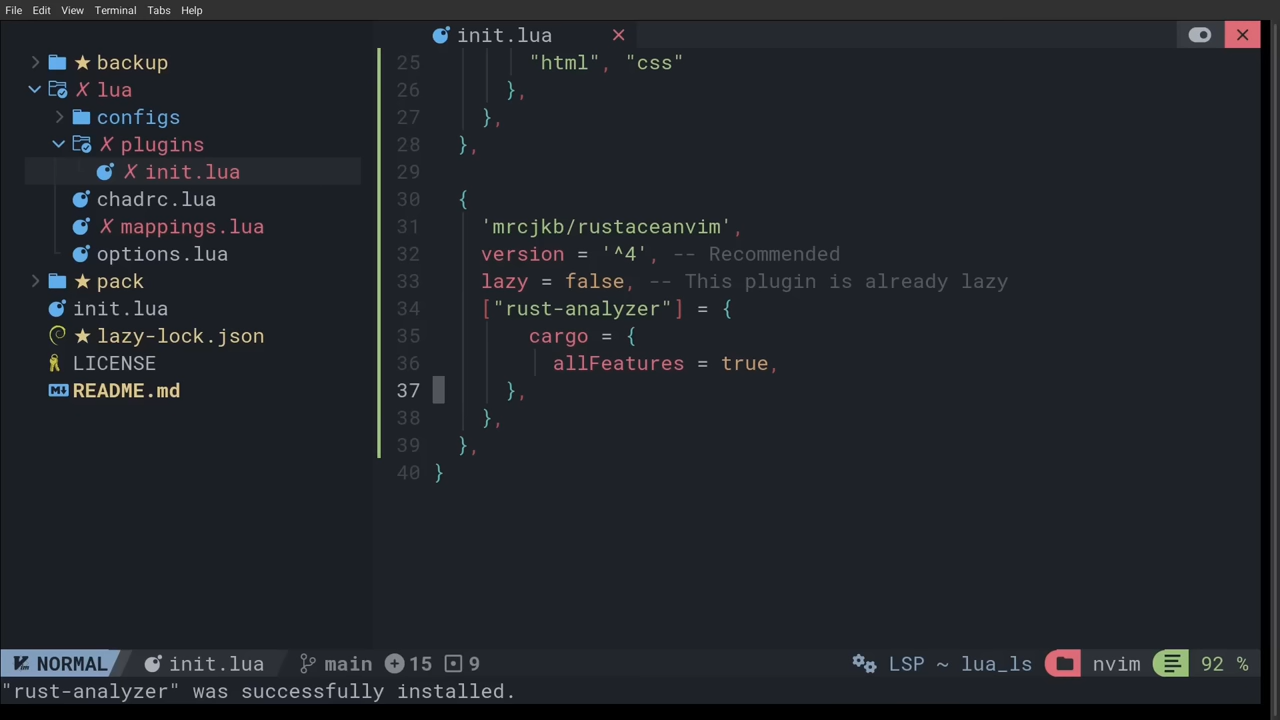 File Edit View Terminal Tabs Help
init.lua
backup
lua
configs
plugins
init.lua
chadrc.lua
mappings.lua
options.lua
pack
init.lua
lazy-lock.json
LICENSE
README.md
25 "html", "css"
26 },
27 },
28 },
29
30 {
31 'mrcjkb/rustaceanvim',
32 version = '^4', -- Recommended
33 lazy = false, -- This plugin is already lazy
34 ["rust-analyzer"] = {
35 cargo = {
36 allFeatures = true,
37 },
38 },
39 },
40 }
NORMAL init.lua main 15 9 LSP ~ lua_ls nvim 92 %
"rust-analyzer" was successfully installed.